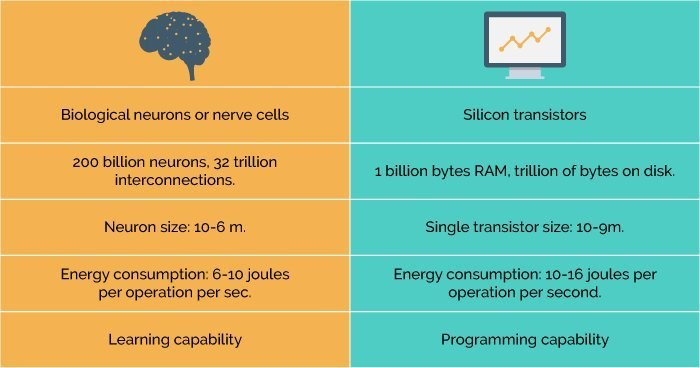 Biological neurons or nerve cells
Silicon transistors
200 billion neurons, 32 trillion
interconnections.
1 billion bytes RAM, trillion of bytes on disk.
Neuron size: 10-6 m.
Single transistor size: 10-9m.
Energy consumption: 6-10 joules
per operation per sec.
Energy consumption: 10-16 joules per
operation per second.
Learning capability
Programming capability